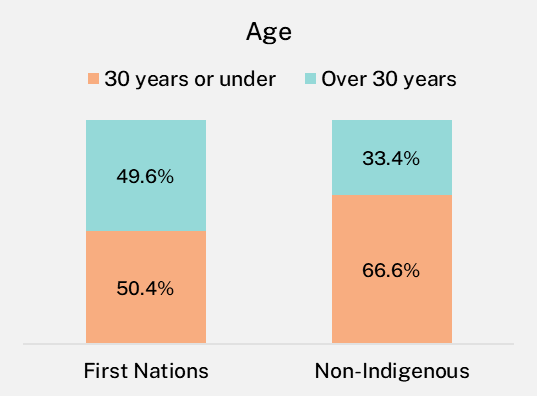 Age
30 years or under Over 30 years
49.6% 33.4%
50.4% 66.6%
First Nations Non-Indigenous